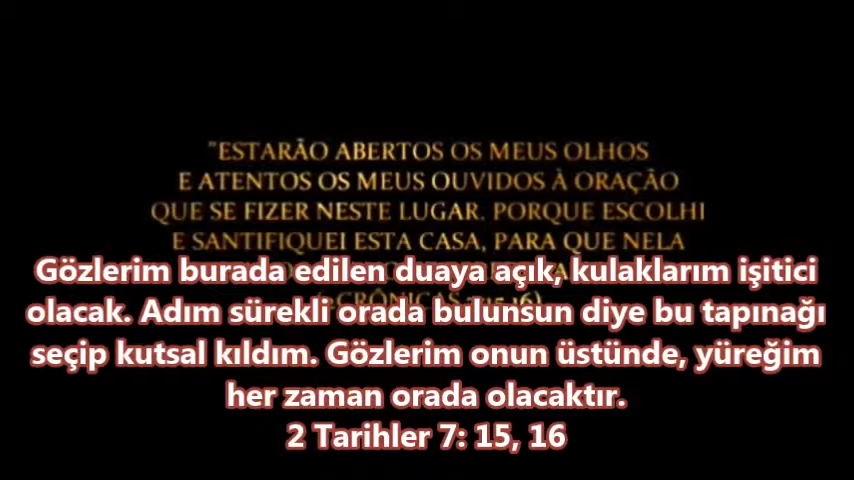 "ESTARÃO ABERTOS OS MEUS OLHOS
E ATENTOS OS MEUS OUVIDOS À ORAÇÃO
QUE SE FIZER NESTE LUGAR. PORQUE ESCOLHI
E SANTIFIQUEI ESTA CASA, PARA QUE NELA
Gözlerim burada edilen duaya açık, kulaklarım işitici
olacak. Adım sürekli orada bulunsun diye bu tapınağı
seçip kutsal kıldım. Gözlerim onun üstünde, yüreğim
her zaman orada olacaktır.
2 Tarihler 7: 15, 16